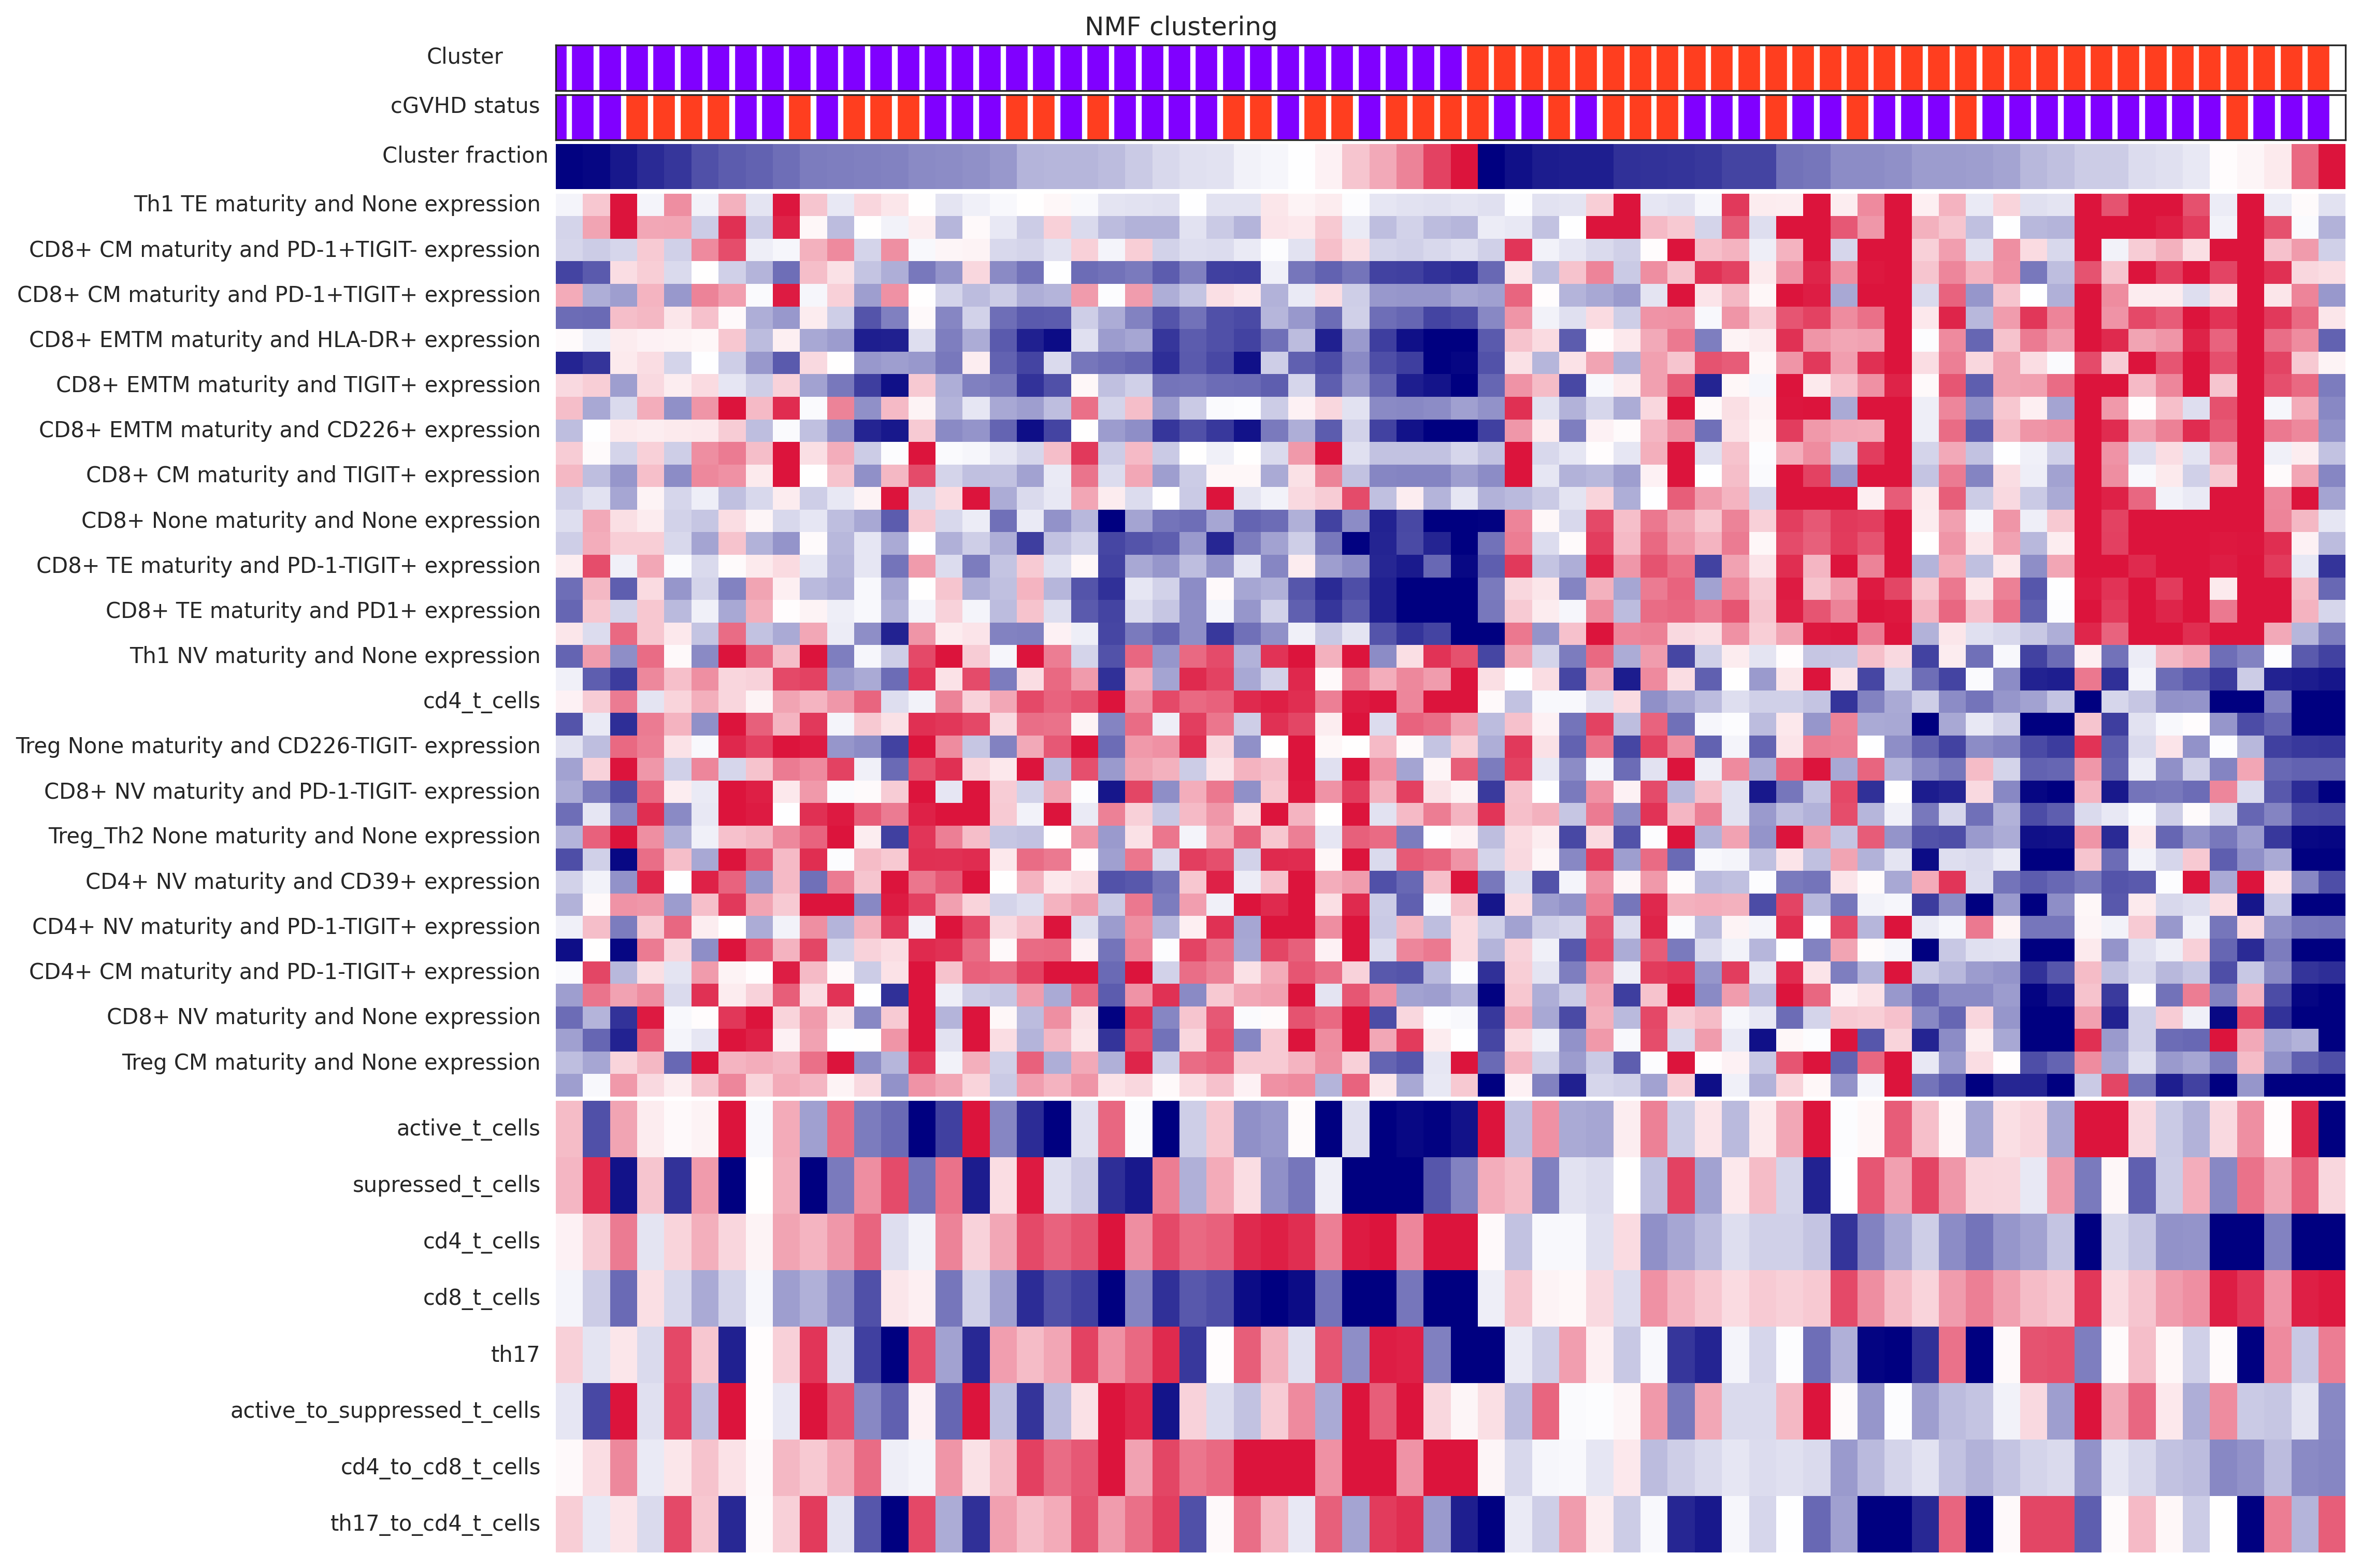 NMF clustering
Cluster
cGVHD status
Cluster fraction
Th1 TE maturity and None expression
CD8+ CM maturity and PD-1+TIGIT- expression
CD8+ CM maturity and PD-1+TIGIT+ expression
CD8+ EMTM maturity and HLA-DR+ expression
CD8+ EMTM maturity and TIGIT+ expression
CD8+ EMTM maturity and CD226+ expression
CD8+ CM maturity and TIGIT+ expression
CD8+ None maturity and None expression
CD8+ TE maturity and PD-1-TIGIT+ expression
CD8+ TE maturity and PD1+ expression
Th1 NV maturity and None expression
cd4_t_cells
Treg None maturity and CD226-TIGIT- expression
CD8+ NV maturity and PD-1-TIGIT- expression
Treg_Th2 None maturity and None expression
CD4+ NV maturity and CD39+ expression
CD4+ NV maturity and PD-1-TIGIT+ expression
CD4+ CM maturity and PD-1-TIGIT+ expression
CD8+ NV maturity and None expression
Treg CM maturity and None expression
active_t_cells
supressed_t_cells
cd4_t_cells
cd8_t_cells
th17
active_to_suppressed_t_cells
cd4_to_cd8_t_cells
th17_to_cd4_t_cells